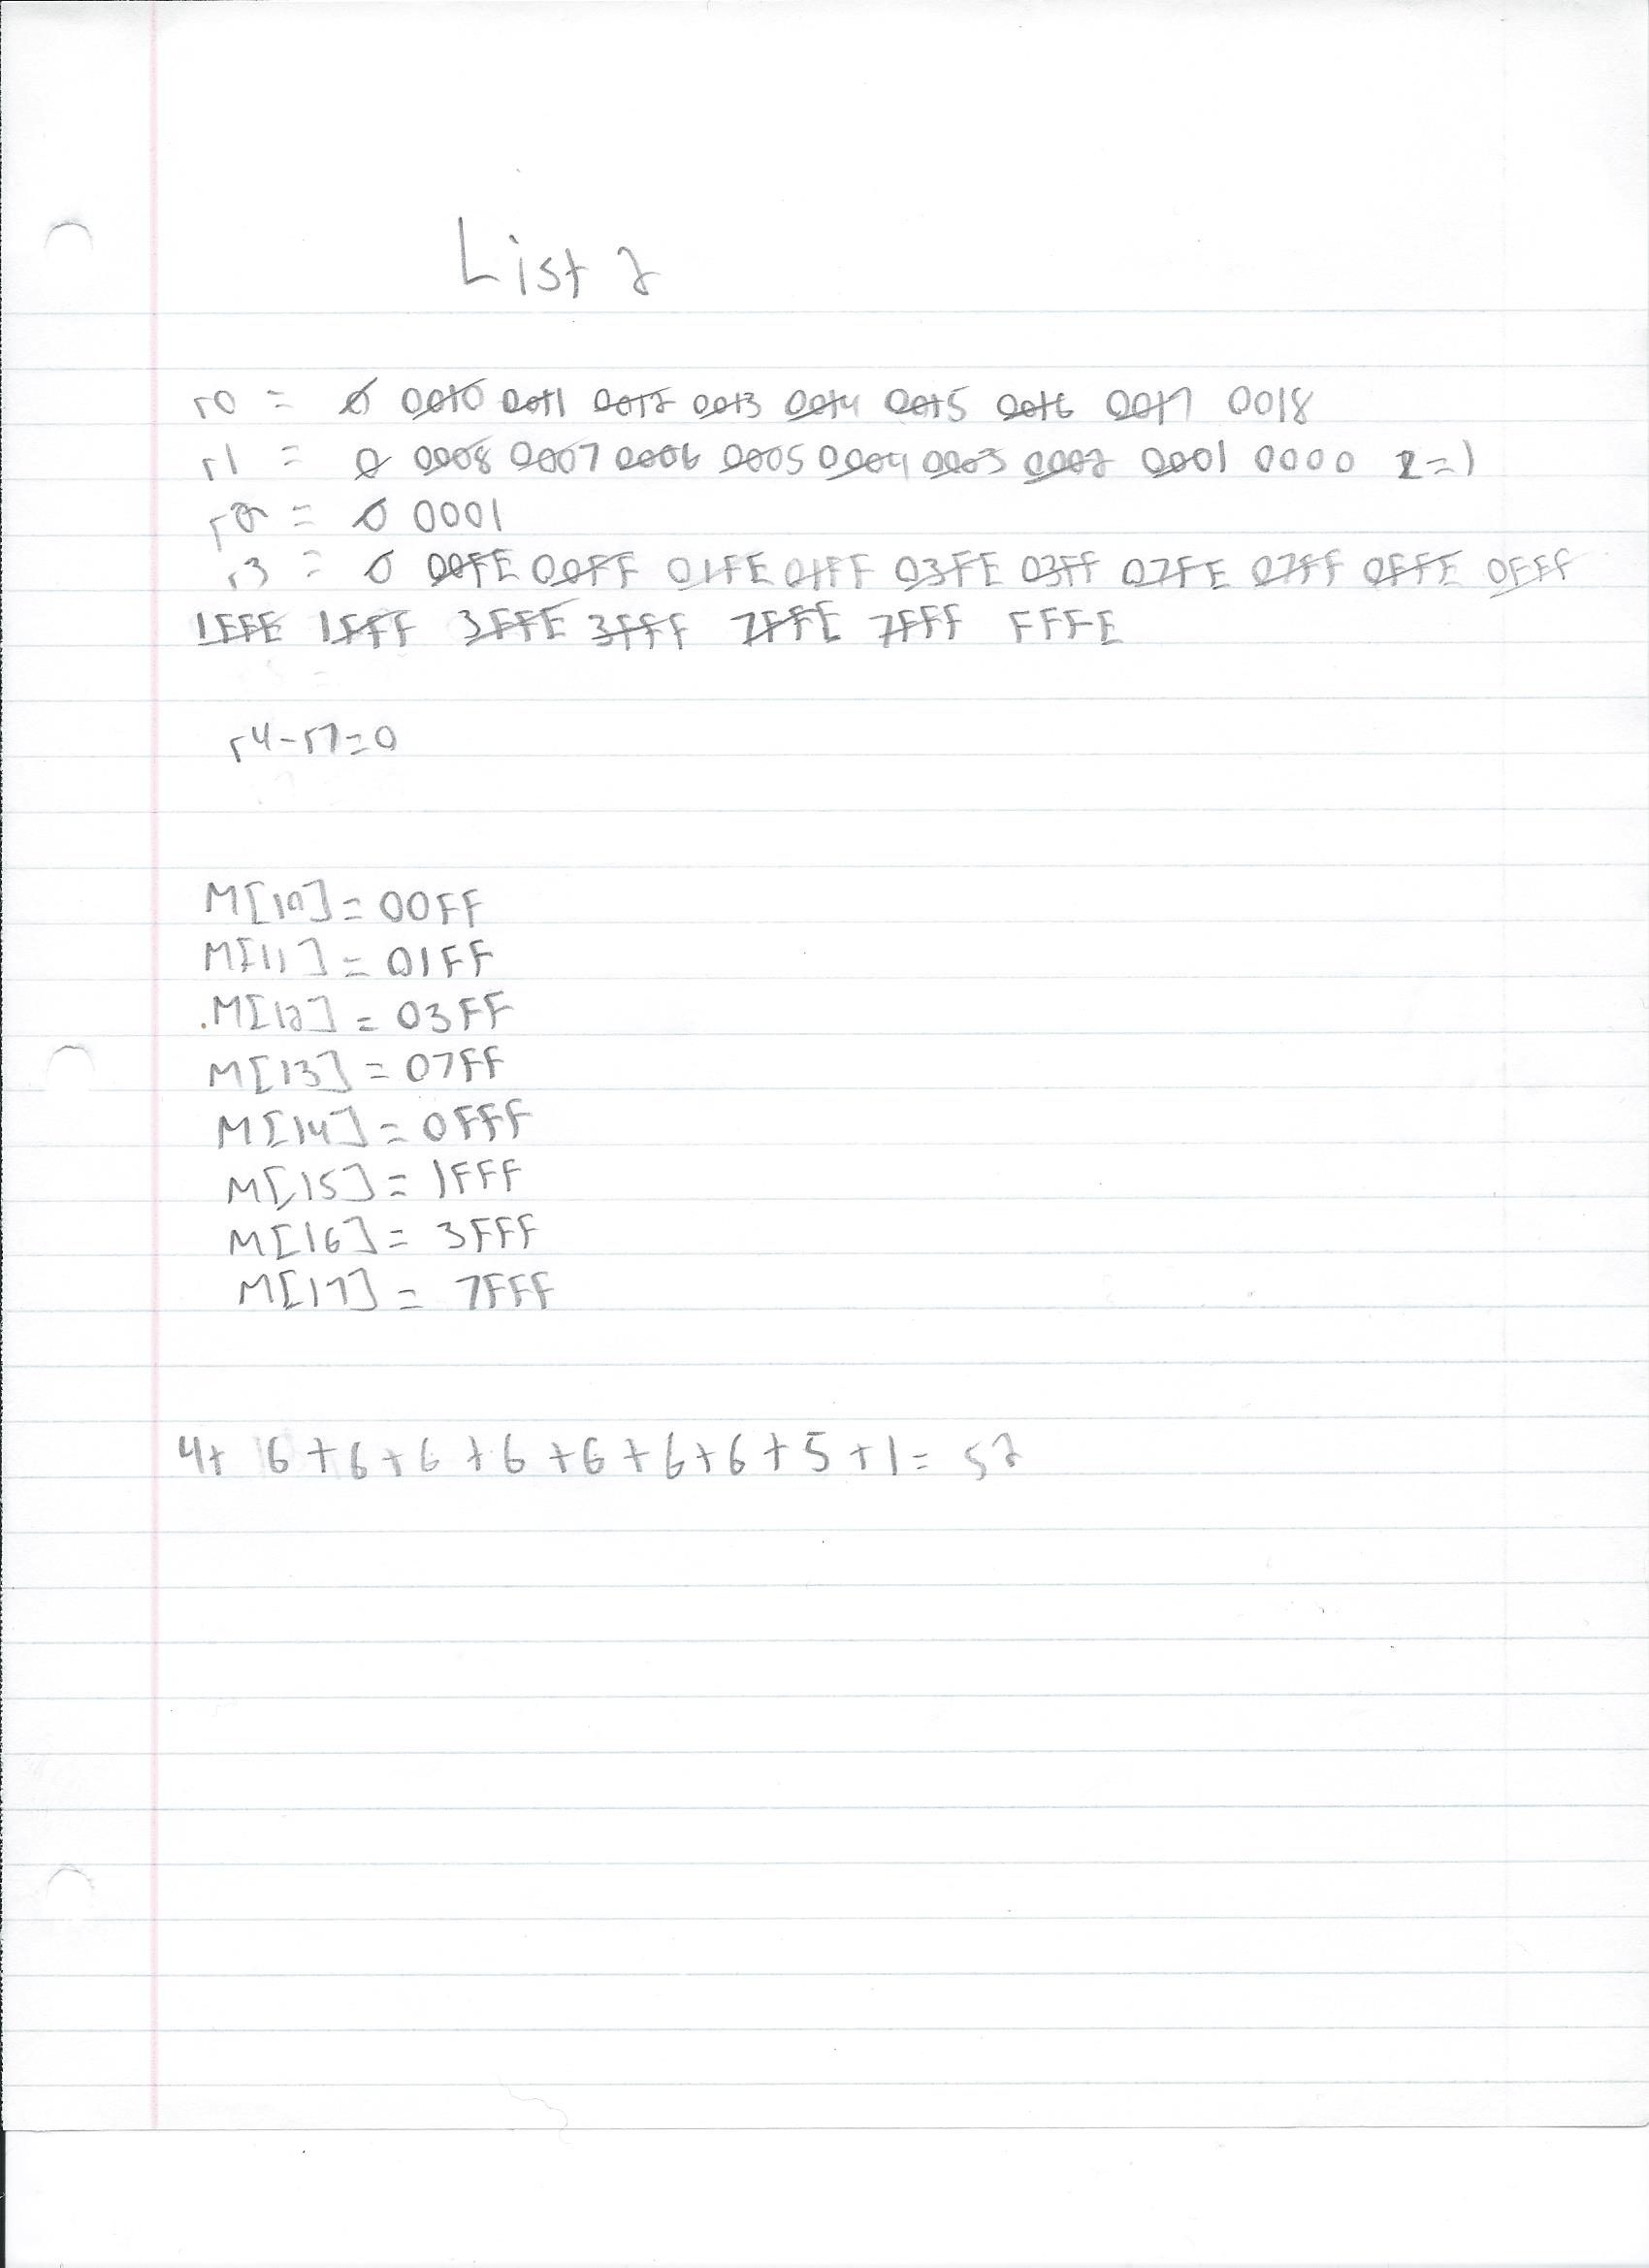 List 2
r0 = 0 0010 0011 0012 0013 0014 0015 0016 0017 0018
r1 = 0 0008 0007 0006 0005 0004 0003 0002 0001 0000 z=1
r2 = 0 0001
r3 = 0 00FE 00FF 01FE 01FF 03FE 03FF 07FE 07FF 0FFE 0FFF
1FFE 1FFF 3FFE 3FFF 7FFE 7FFF FFFE
r4-r7=0
M[10]=00FF
M[11]=01FF
M[12]=03FF
M[13]=07FF
M[14]=0FFF
M[15]=1FFF
M[16]=3FFF
M[17]=7FFF
4+ 6+6+6+6+6+6+6+5+1=52